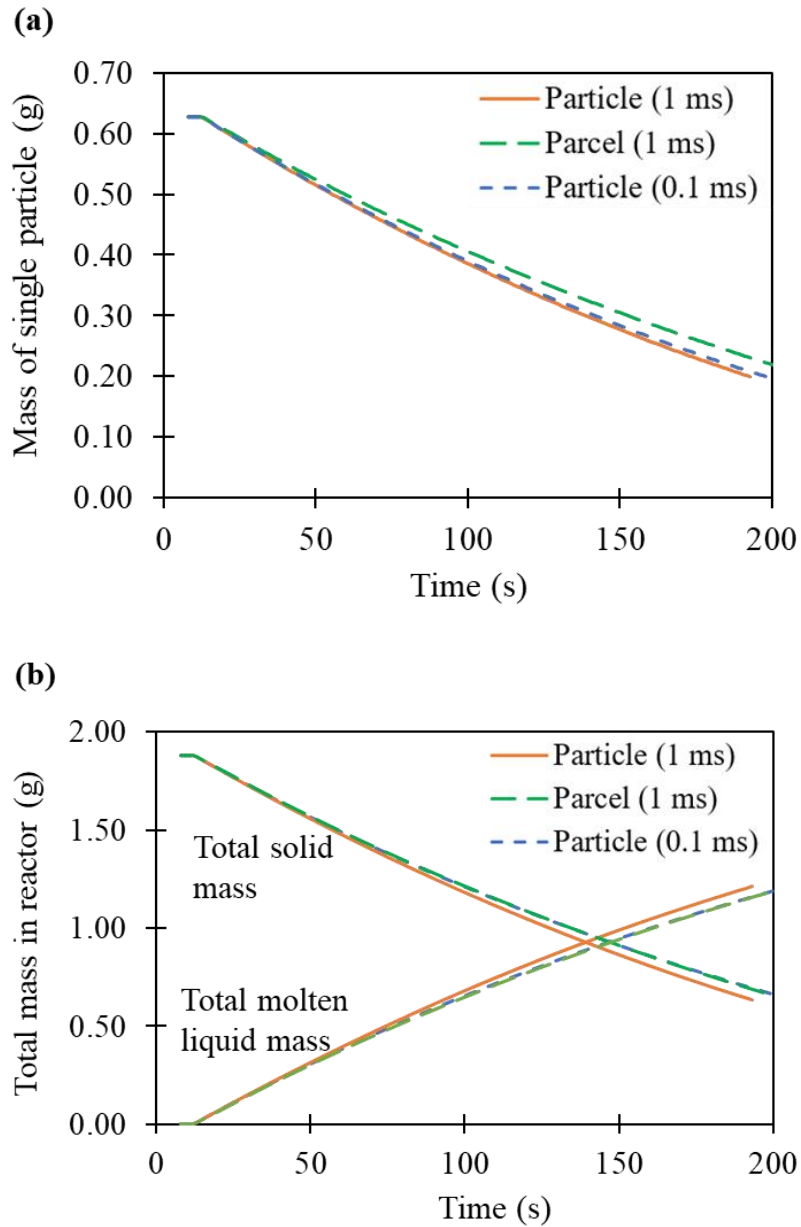 (a)
0.70
0.60
0.50
0.40
0.30
0.20
0.10
0.00
Mass of single particle (g)
Particle (1 ms)
Parcel (1 ms)
Particle (0.1 ms)
0
50
100
150
200
Time (s)
(b)
2.00
1.50
1.00
0.50
0.00
Total mass in reactor (g)
Particle (1 ms)
Parcel (1 ms)
Particle (0.1 ms)
Total solid
mass
Total molten
liquid mass
0
50
100
150
200
Time (s)